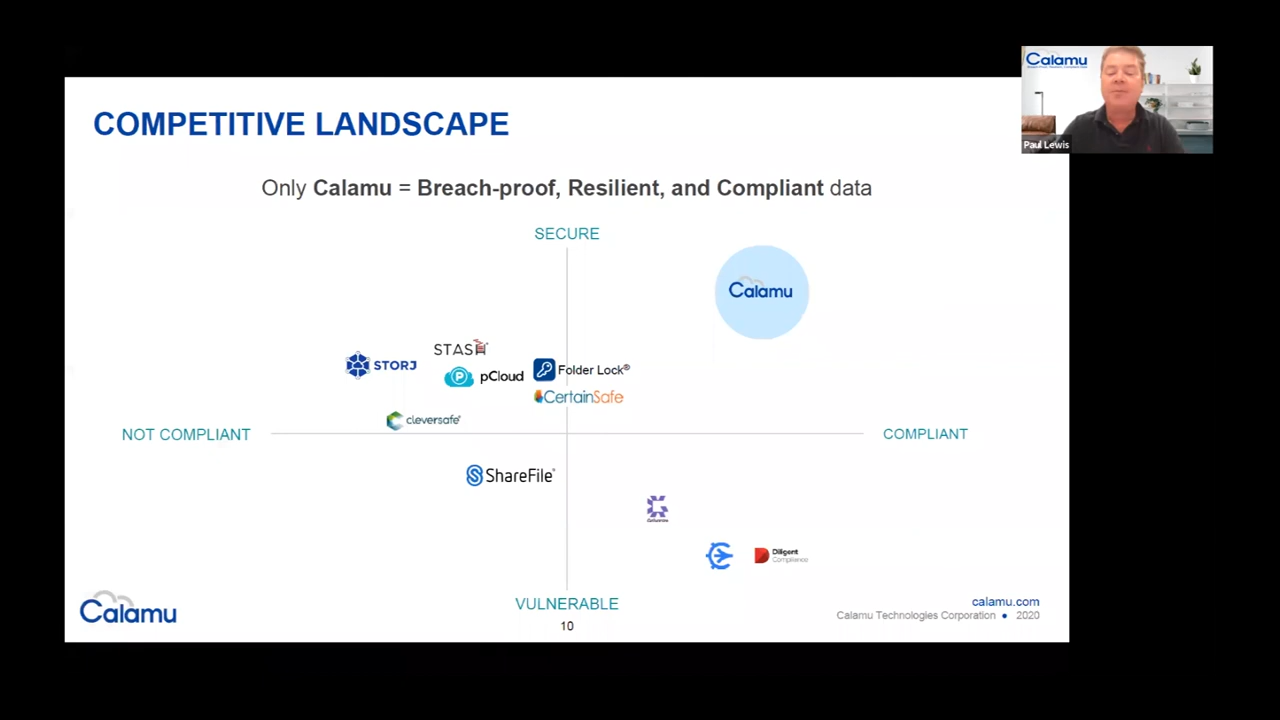 COMPETITIVE LANDSCAPE
Calamu
Paul Lewis
Only Calamu = Breach-proof, Resilient, and Compliant data
SECURE
Calamu
STASH
STORJ
pCloud
Folder Lock®
CertainSafe
cleversafe
NOT COMPLIANT
COMPLIANT
ShareFile
Diligent
Compliance
VULNERABLE
Calamu
calamu.com
Calamu Technologies Corporation • 2020
10